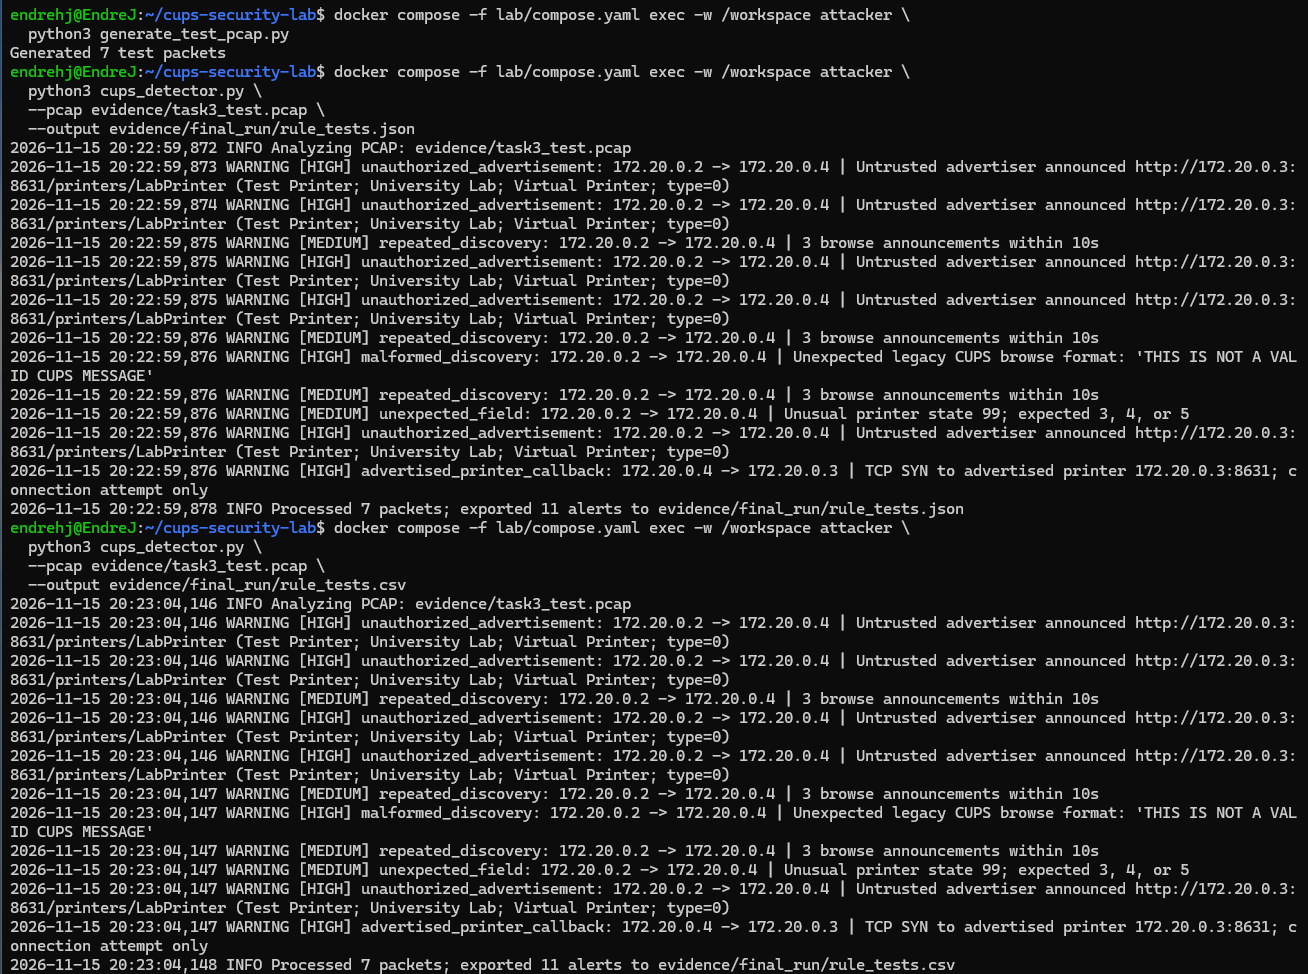 endrehj@EndreJ:~/cups-security-lab$ docker compose -f lab/compose.yaml exec -w /workspace attacker \
  python3 generate_test_pcap.py
Generated 7 test packets
endrehj@EndreJ:~/cups-security-lab$ docker compose -f lab/compose.yaml exec -w /workspace attacker \
  python3 cups_detector.py \
  --pcap evidence/task3_test.pcap \
  --output evidence/final_run/rule_tests.json
2026-11-15 20:22:59,872 INFO Analyzing PCAP: evidence/task3_test.pcap
2026-11-15 20:22:59,873 WARNING [HIGH] unauthorized_advertisement: 172.20.0.2 -> 172.20.0.4 | Untrusted advertiser announced http://172.20.0.3:
8631/printers/LabPrinter (Test Printer; University Lab; Virtual Printer; type=0)
2026-11-15 20:22:59,874 WARNING [HIGH] unauthorized_advertisement: 172.20.0.2 -> 172.20.0.4 | Untrusted advertiser announced http://172.20.0.3:
8631/printers/LabPrinter (Test Printer; University Lab; Virtual Printer; type=0)
2026-11-15 20:22:59,875 WARNING [MEDIUM] repeated_discovery: 172.20.0.2 -> 172.20.0.4 | 3 browse announcements within 10s
2026-11-15 20:22:59,875 WARNING [HIGH] unauthorized_advertisement: 172.20.0.2 -> 172.20.0.4 | Untrusted advertiser announced http://172.20.0.3:
8631/printers/LabPrinter (Test Printer; University Lab; Virtual Printer; type=0)
2026-11-15 20:22:59,875 WARNING [HIGH] unauthorized_advertisement: 172.20.0.2 -> 172.20.0.4 | Untrusted advertiser announced http://172.20.0.3:
8631/printers/LabPrinter (Test Printer; University Lab; Virtual Printer; type=0)
2026-11-15 20:22:59,876 WARNING [MEDIUM] repeated_discovery: 172.20.0.2 -> 172.20.0.4 | 3 browse announcements within 10s
2026-11-15 20:22:59,876 WARNING [HIGH] malformed_discovery: 172.20.0.2 -> 172.20.0.4 | Unexpected legacy CUPS browse format: 'THIS IS NOT A VAL
ID CUPS MESSAGE'
2026-11-15 20:22:59,876 WARNING [MEDIUM] repeated_discovery: 172.20.0.2 -> 172.20.0.4 | 3 browse announcements within 10s
2026-11-15 20:22:59,876 WARNING [MEDIUM] unexpected_field: 172.20.0.2 -> 172.20.0.4 | Unusual printer state 99; expected 3, 4, or 5
2026-11-15 20:22:59,876 WARNING [HIGH] unauthorized_advertisement: 172.20.0.2 -> 172.20.0.4 | Untrusted advertiser announced http://172.20.0.3:
8631/printers/LabPrinter (Test Printer; University Lab; Virtual Printer; type=0)
2026-11-15 20:22:59,876 WARNING [HIGH] advertised_printer_callback: 172.20.0.4 -> 172.20.0.3 | TCP SYN to advertised printer 172.20.0.3:8631; c
onnection attempt only
2026-11-15 20:22:59,878 INFO Processed 7 packets; exported 11 alerts to evidence/final_run/rule_tests.json
endrehj@EndreJ:~/cups-security-lab$ docker compose -f lab/compose.yaml exec -w /workspace attacker \
  python3 cups_detector.py \
  --pcap evidence/task3_test.pcap \
  --output evidence/final_run/rule_tests.csv
2026-11-15 20:23:04,146 INFO Analyzing PCAP: evidence/task3_test.pcap
2026-11-15 20:23:04,146 WARNING [HIGH] unauthorized_advertisement: 172.20.0.2 -> 172.20.0.4 | Untrusted advertiser announced http://172.20.0.3:
8631/printers/LabPrinter (Test Printer; University Lab; Virtual Printer; type=0)
2026-11-15 20:23:04,146 WARNING [HIGH] unauthorized_advertisement: 172.20.0.2 -> 172.20.0.4 | Untrusted advertiser announced http://172.20.0.3:
8631/printers/LabPrinter (Test Printer; University Lab; Virtual Printer; type=0)
2026-11-15 20:23:04,146 WARNING [MEDIUM] repeated_discovery: 172.20.0.2 -> 172.20.0.4 | 3 browse announcements within 10s
2026-11-15 20:23:04,146 WARNING [HIGH] unauthorized_advertisement: 172.20.0.2 -> 172.20.0.4 | Untrusted advertiser announced http://172.20.0.3:
8631/printers/LabPrinter (Test Printer; University Lab; Virtual Printer; type=0)
2026-11-15 20:23:04,146 WARNING [HIGH] unauthorized_advertisement: 172.20.0.2 -> 172.20.0.4 | Untrusted advertiser announced http://172.20.0.3:
8631/printers/LabPrinter (Test Printer; University Lab; Virtual Printer; type=0)
2026-11-15 20:23:04,147 WARNING [MEDIUM] repeated_discovery: 172.20.0.2 -> 172.20.0.4 | 3 browse announcements within 10s
2026-11-15 20:23:04,147 WARNING [HIGH] malformed_discovery: 172.20.0.2 -> 172.20.0.4 | Unexpected legacy CUPS browse format: 'THIS IS NOT A VAL
ID CUPS MESSAGE'
2026-11-15 20:23:04,147 WARNING [MEDIUM] repeated_discovery: 172.20.0.2 -> 172.20.0.4 | 3 browse announcements within 10s
2026-11-15 20:23:04,147 WARNING [MEDIUM] unexpected_field: 172.20.0.2 -> 172.20.0.4 | Unusual printer state 99; expected 3, 4, or 5
2026-11-15 20:23:04,147 WARNING [HIGH] unauthorized_advertisement: 172.20.0.2 -> 172.20.0.4 | Untrusted advertiser announced http://172.20.0.3:
8631/printers/LabPrinter (Test Printer; University Lab; Virtual Printer; type=0)
2026-11-15 20:23:04,147 WARNING [HIGH] advertised_printer_callback: 172.20.0.4 -> 172.20.0.3 | TCP SYN to advertised printer 172.20.0.3:8631; c
onnection attempt only
2026-11-15 20:23:04,148 INFO Processed 7 packets; exported 11 alerts to evidence/final_run/rule_tests.csv